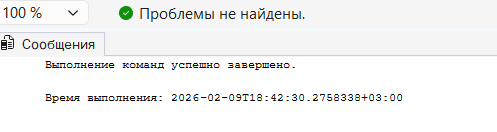 100 %
Проблемы не найдены.
Сообщения
Выполнение команд успешно завершено.
Время выполнения: 2026-02-09T18:42:30.2758338+03:00